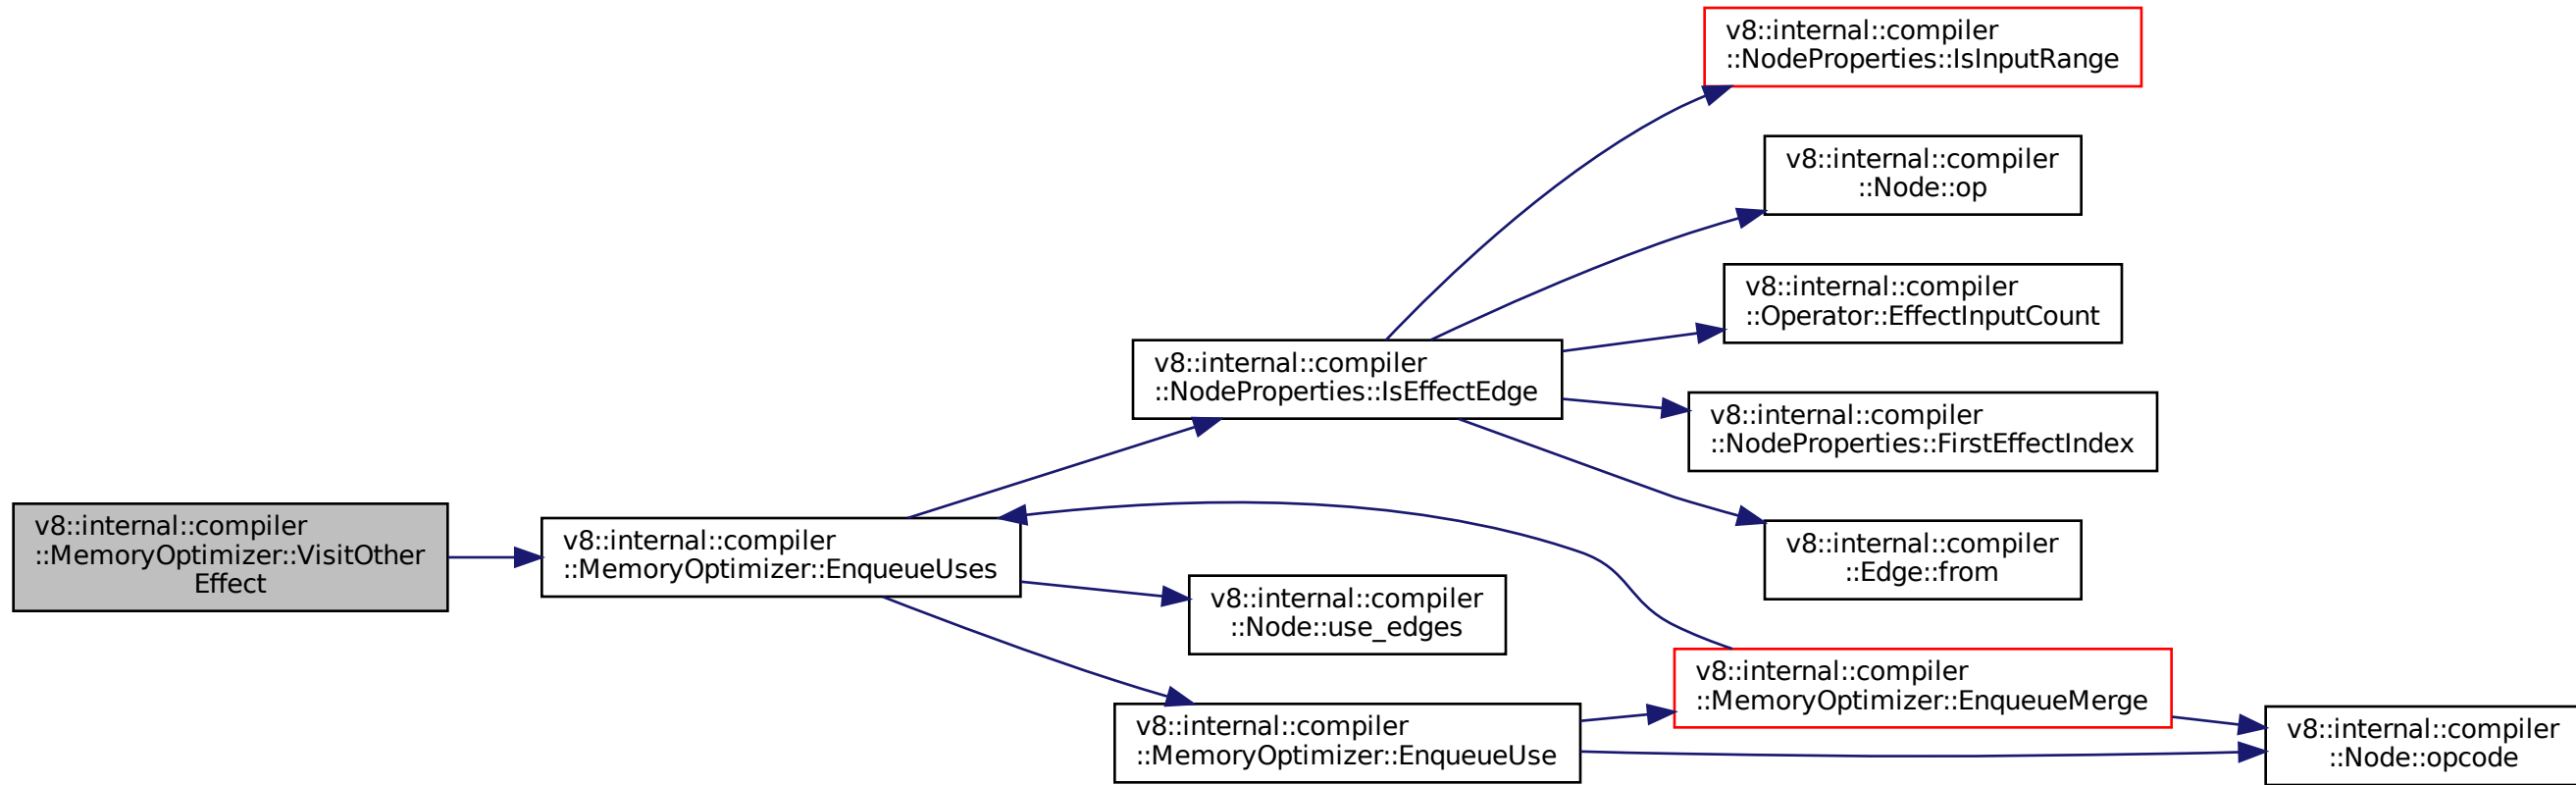 v8::internal::compiler
::MemoryOptimizer::VisitOther
Effect
v8::internal::compiler
::MemoryOptimizer::EnqueueUses
v8::internal::compiler
::NodeProperties::IsEffectEdge
v8::internal::compiler
::NodeProperties::IsInputRange
v8::internal::compiler
::Node::op
v8::internal::compiler
::Operator::EffectInputCount
v8::internal::compiler
::NodeProperties::FirstEffectIndex
v8::internal::compiler
::Edge::from
v8::internal::compiler
::Node::use_edges
v8::internal::compiler
::MemoryOptimizer::EnqueueUse
v8::internal::compiler
::MemoryOptimizer::EnqueueMerge
v8::internal::compiler
::Node::opcode